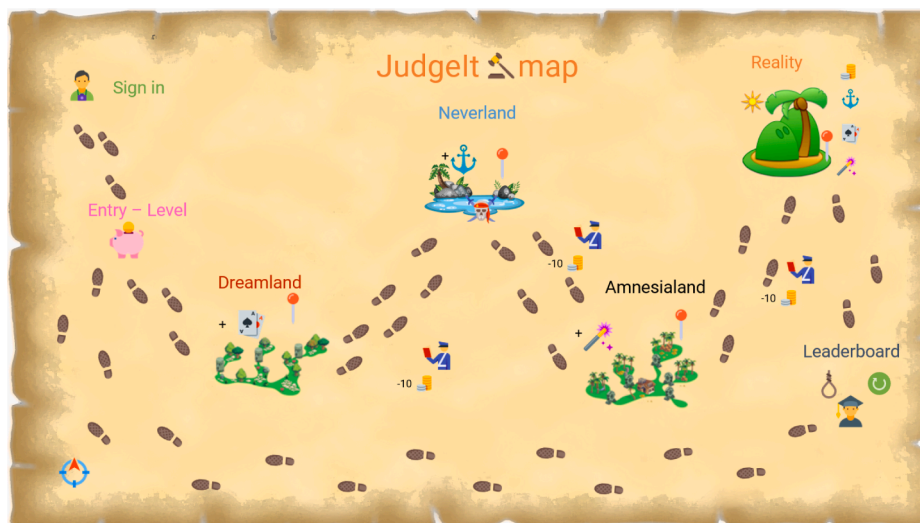 JudgeIt map
Reality
Sign in
Neverland
+
Entry – Level
-10
Dreamland
Amnesialand
-10
+
+
Leaderboard
-10